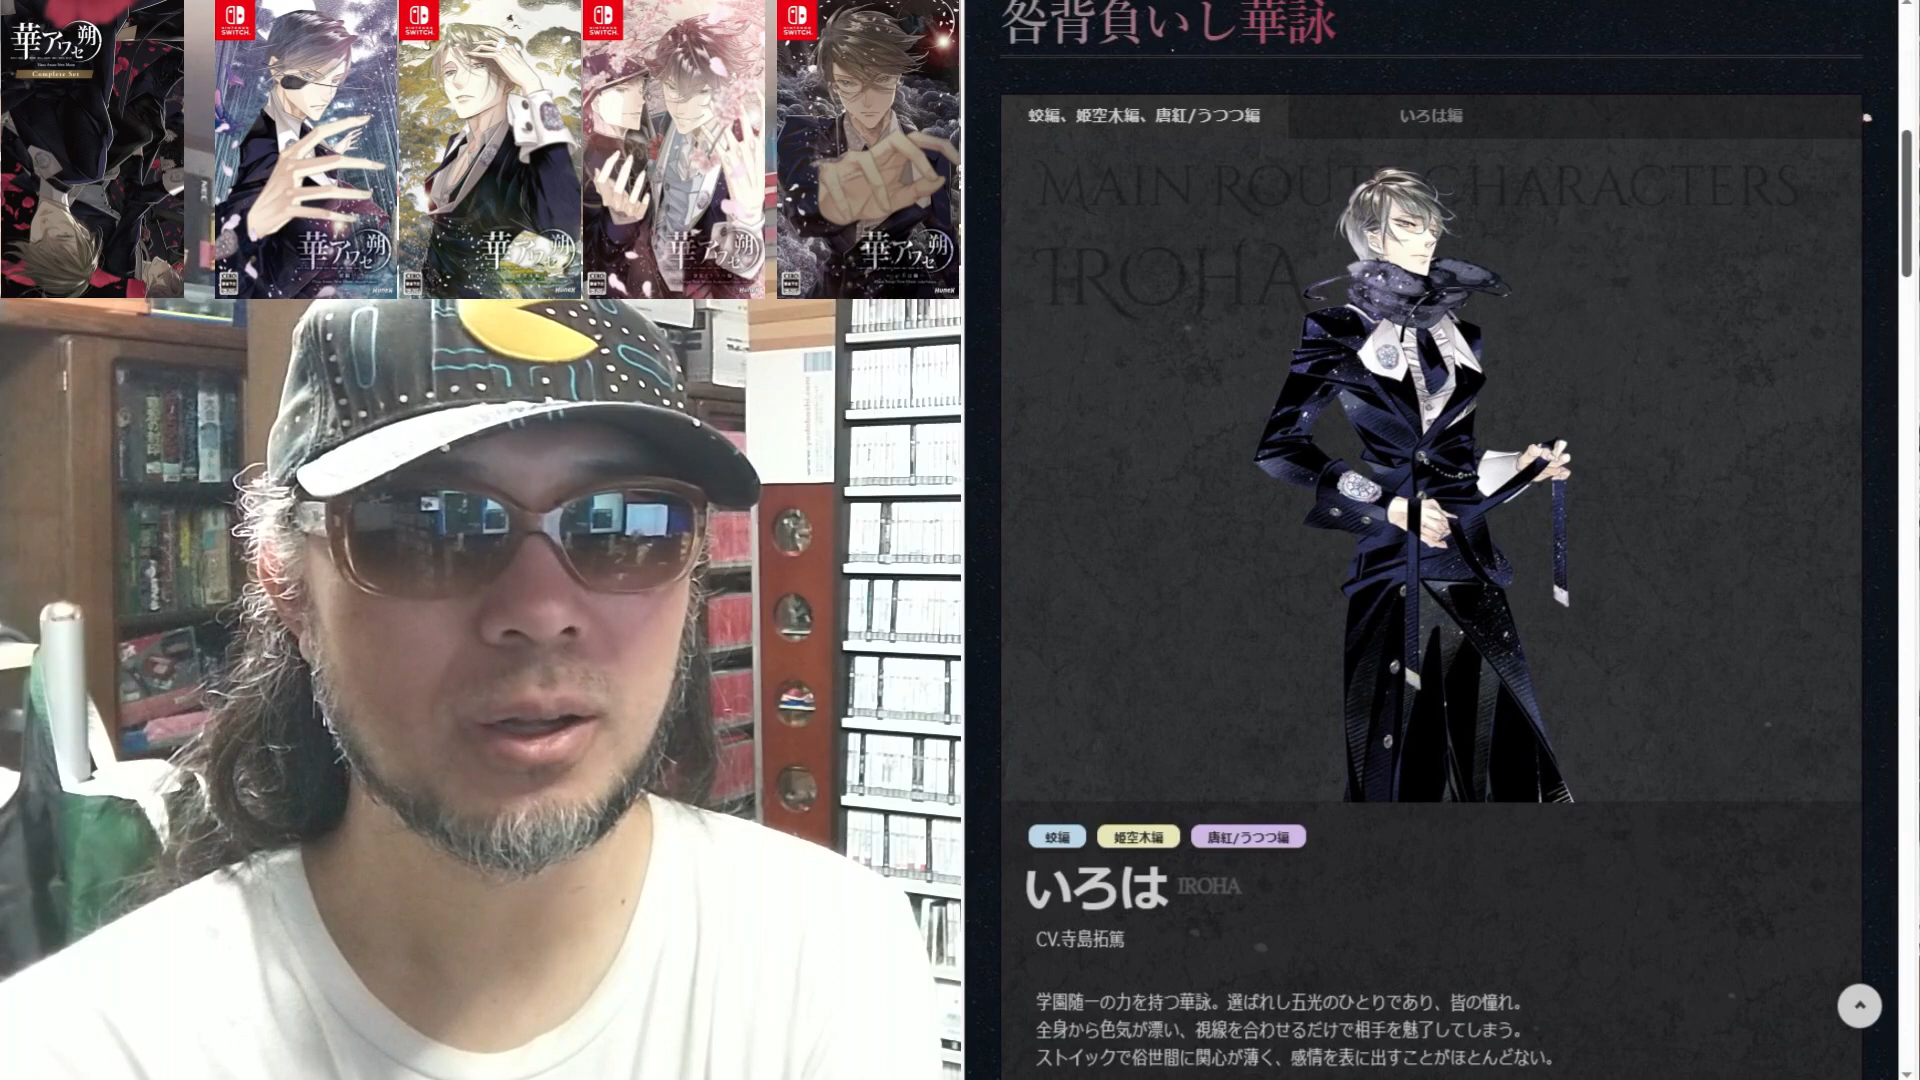 華アワセ 朔
Complete Set
NINTENDO
SWITCH
華アワセ 朔
HuneX
NINTENDO
SWITCH
華アワセ 朔
NINTENDO
SWITCH
華アワセ 朔
HuneX
NINTENDO
SWITCH
華アワセ 朔
HuneX
咎背負いし華詠
蛟編、姫空木編、唐紅/うつつ編
いろは編
MAIN ROUTE CHARACTERS
IROHA
蛟編
姫空木編
唐紅/うつつ編
いろは IROHA
CV.寺島拓篤
学園随一の力を持つ華詠。選ばれし五光のひとりであり、皆の憧れ。
全身から色気が漂い、視線を合わせるだけで相手を魅了してしまう。
ストイックで俗世間に関心が薄く、感情を表に出すことがほとんどない。